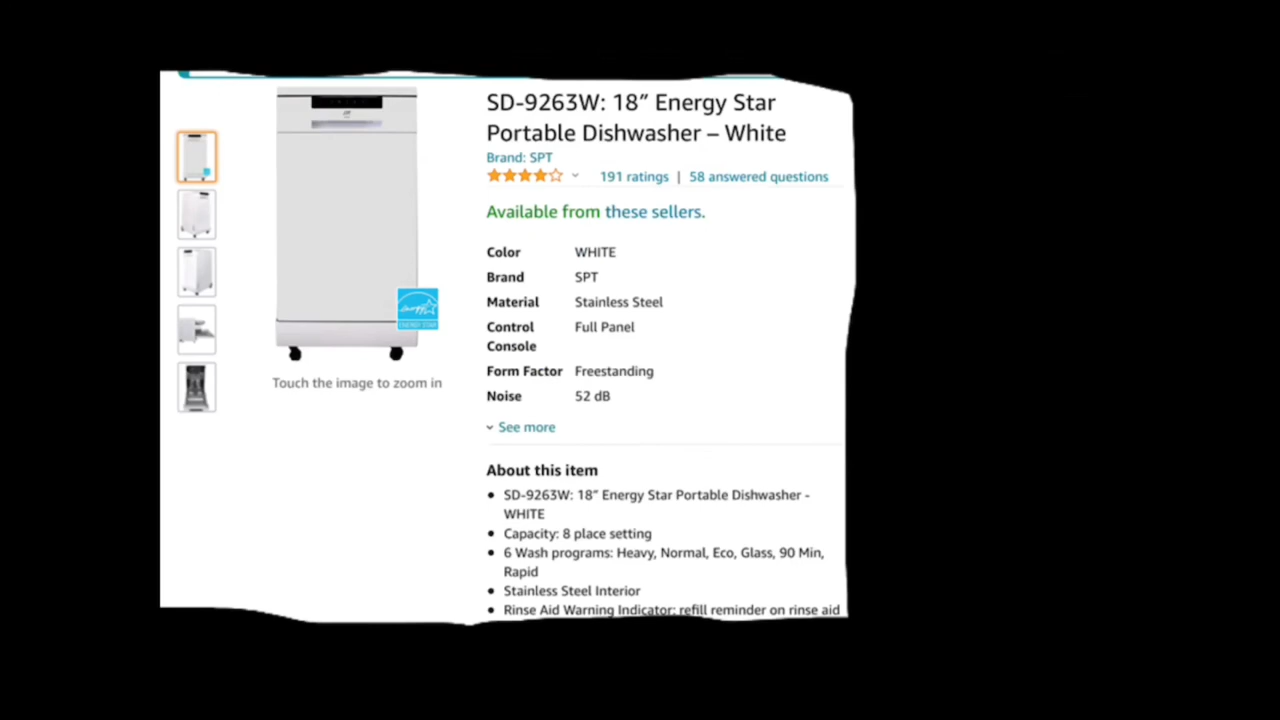 SD-9263W: 18” Energy Star
Portable Dishwasher – White
Brand: SPT
191 ratings | 58 answered questions
Available from these sellers.
Color WHITE
Brand SPT
Material Stainless Steel
Control Full Panel
Console
Form Factor Freestanding
Noise 52 dB
See more
About this item
• SD-9263W: 18” Energy Star Portable Dishwasher -
WHITE
• Capacity: 8 place setting
• 6 Wash programs: Heavy, Normal, Eco, Glass, 90 Min,
Rapid
• Stainless Steel Interior
• Rinse Aid Warning Indicator: refill reminder on rinse aid
ENERGY STAR
Touch the image to zoom in